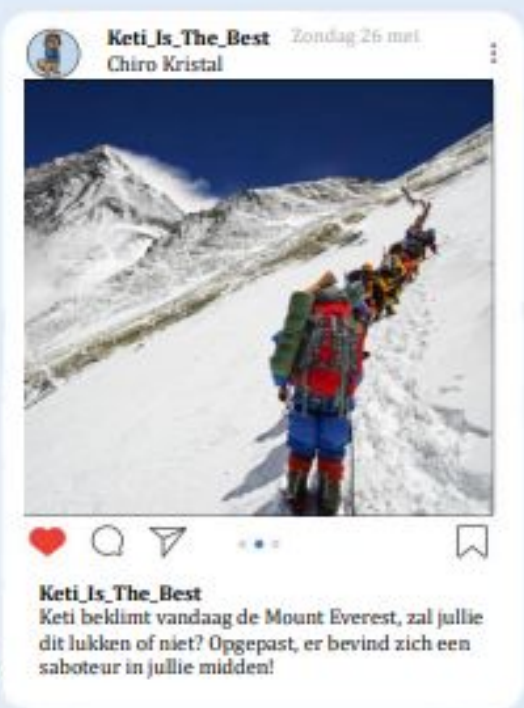 Keti_Is_The_Best Zondag 26 mei
Chiro Kristal
Keti_Is_The_Best
Keti beklimt vandaag de Mount Everest, zal jullie
dit lukken of niet? Opgepast, er bevind zich een
saboteur in jullie midden!